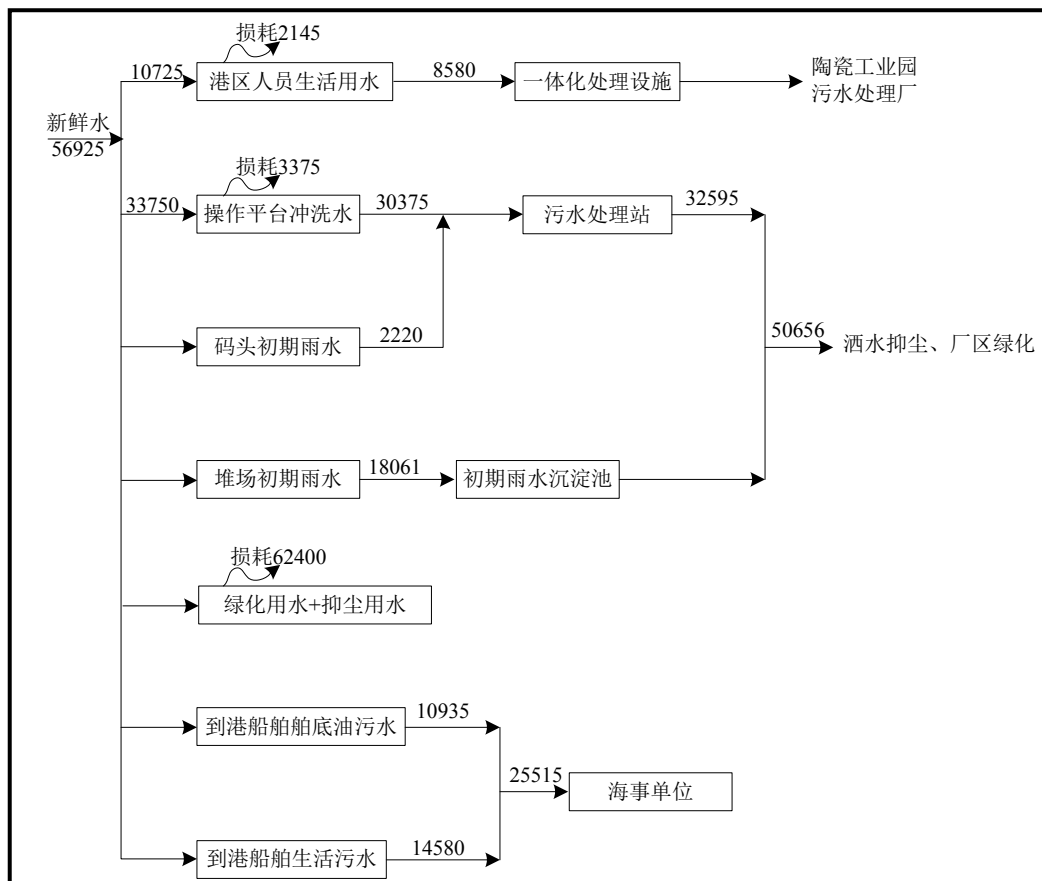 损耗2145
10725
港区人员生活用水
8580
一体化处理设施
陶瓷工业园
污水处理厂
新鲜水
56925
损耗3375
33750
操作平台冲洗水
30375
污水处理站
32595
码头初期雨水
2220
50656
洒水抑尘、厂区绿化
堆场初期雨水
18061
初期雨水沉淀池
损耗62400
绿化用水+抑尘用水
到港船舶舶底油污水
10935
25515
海事单位
到港船舶生活污水
14580